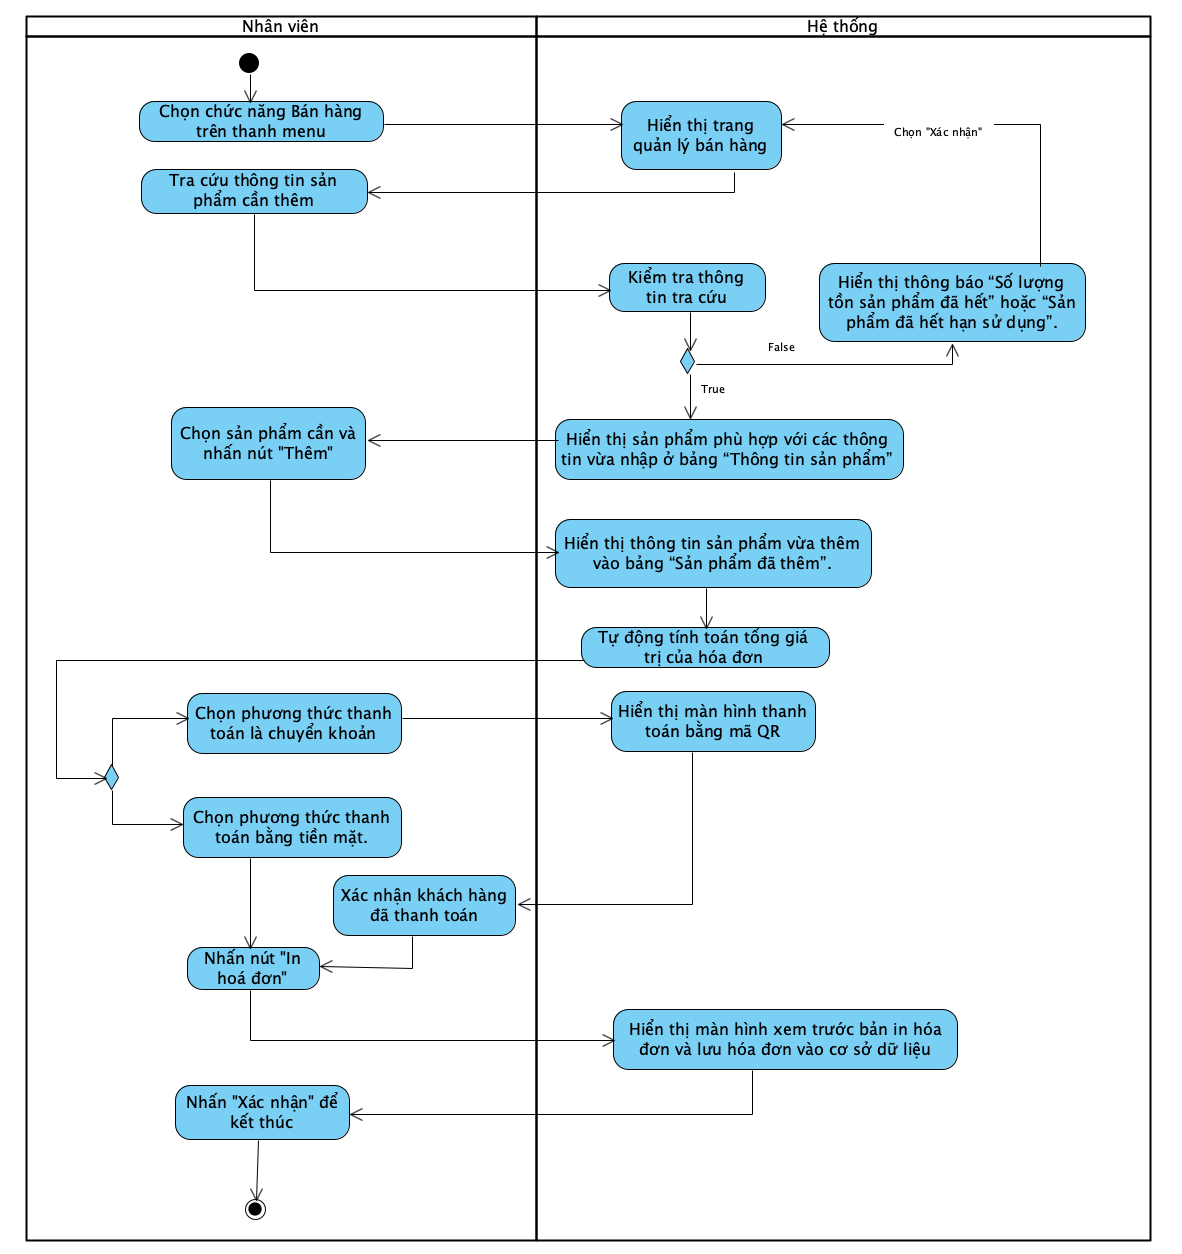 Nhân viên
Hệ thống
Chọn chức năng Bán hàng
trên thanh menu
Hiển thị trang
quản lý bán hàng
Chọn "Xác nhận"
Tra cứu thông tin sản
phẩm cần thêm
Kiểm tra thông
tin tra cứu
Hiển thị thông báo “Số lượng
tồn sản phẩm đã hết” hoặc “Sản
phẩm đã hết hạn sử dụng”.
False
True
Chọn sản phẩm cần và
nhấn nút "Thêm"
Hiển thị sản phẩm phù hợp với các thông
tin vừa nhập ở bảng “Thông tin sản phẩm”
Hiển thị thông tin sản phẩm vừa thêm
vào bảng “Sản phẩm đã thêm”.
Tự động tính toán tổng giá
trị của hóa đơn
Chọn phương thức thanh
toán là chuyển khoản
Hiển thị màn hình thanh
toán bằng mã QR
Chọn phương thức thanh
toán bằng tiền mặt.
Xác nhận khách hàng
đã thanh toán
Nhấn nút "In
hoá đơn"
Hiển thị màn hình xem trước bản in hóa
đơn và lưu hóa đơn vào cơ sở dữ liệu
Nhấn "Xác nhận" để
kết thúc